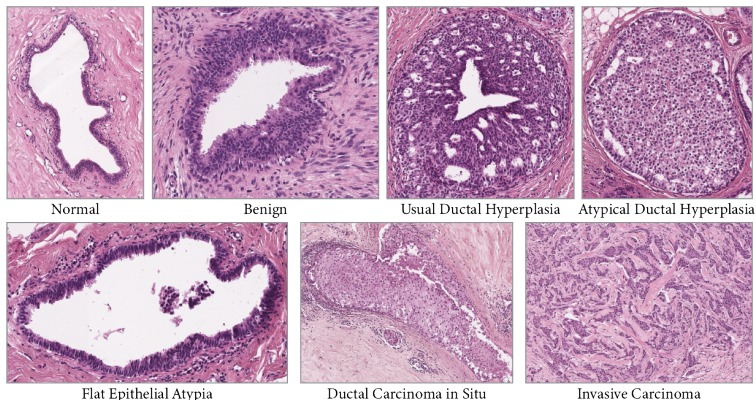 Normal
Benign
Usual Ductal Hyperplasia
Atypical Ductal Hyperplasia
Flat Epithelial Atypia
Ductal Carcinoma in Situ
Invasive Carcinoma